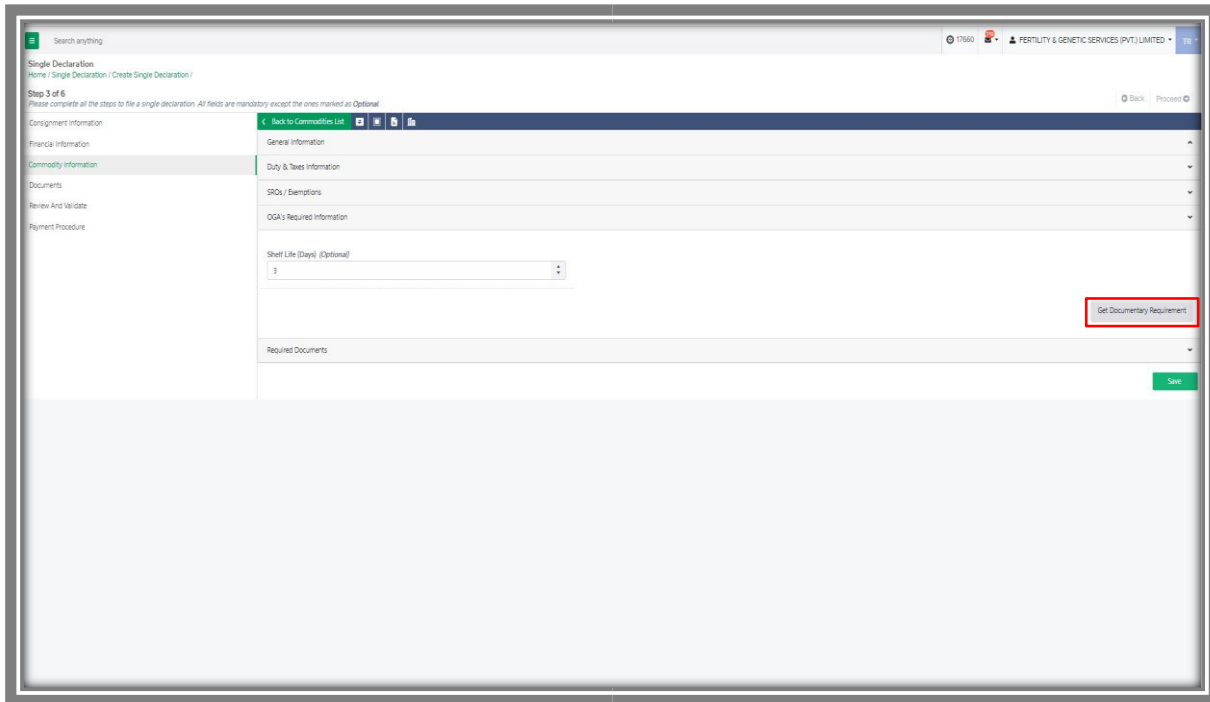 Search anything
17660
FERTILITY & GENETIC SERVICES (PVT.) LIMITED
TR
Single Declaration
Home / Single Declaration / Create Single Declaration /
Step 3 of 6
Please complete all the steps to file a single declaration. All fields are mandatory except the ones marked as Optional.
Back
Proceed
Consignment Information
Financial Information
Commodity Information
Documents
Review And Validate
Payment Procedure
Back to Commodities List
General Information
Duty & Taxes Information
SROs / Exemptions
OGA's Required Information
Shelf Life (Days) (Optional)
3
Get Documentary Requirement
Required Documents
Save